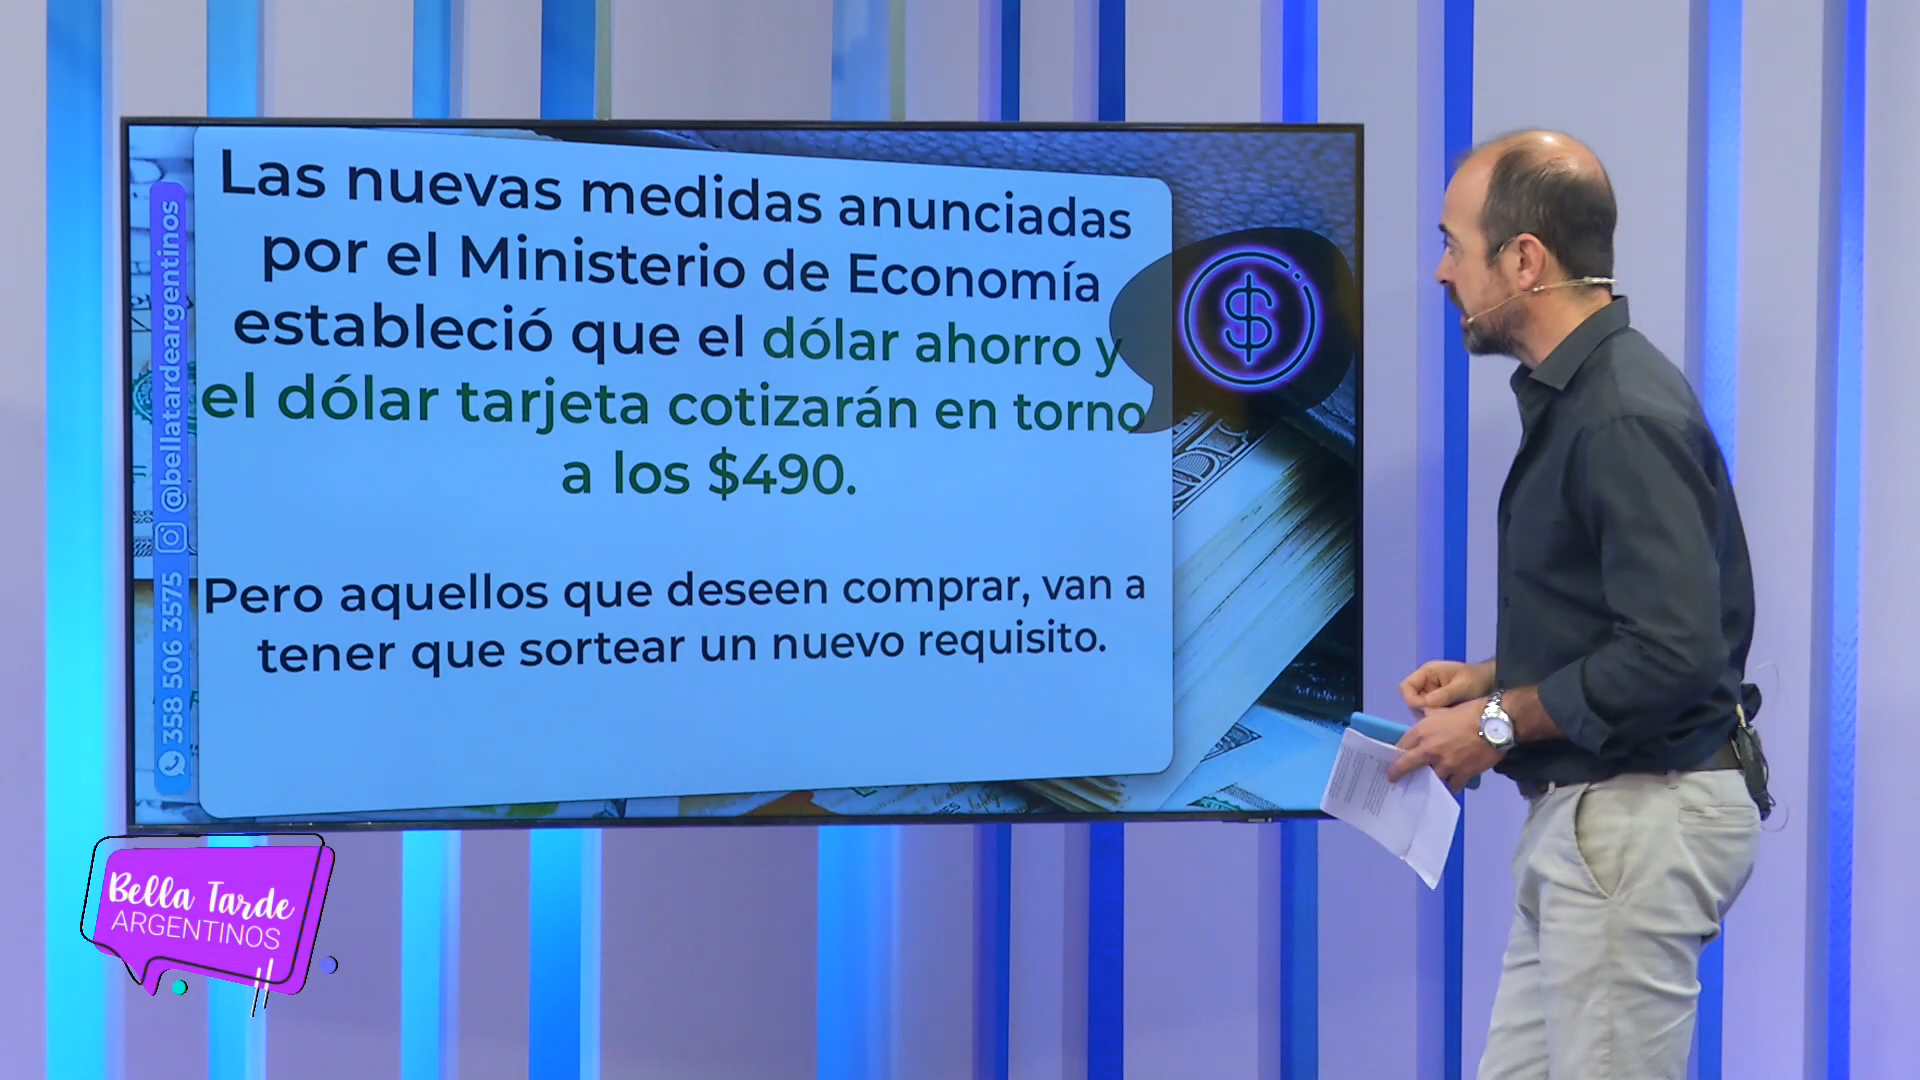 Las nuevas medidas anunciadas
por el Ministerio de Economía
estableció que el dólar ahorro y
el dólar tarjeta cotizarán en torno
a los $490.
Pero aquellos que deseen comprar, van a
tener que sortear un nuevo requisito.
358 506 3575 @bellatardeargentinos
Bella Tarde
ARGENTINOS